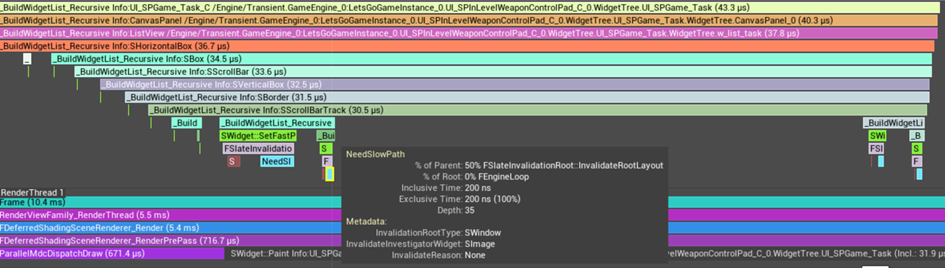 _BuildWidgetList_Recursive Info:UI_SPGame_Task_C /Engine/Transient.GameEngine_0:LetsGoGameInstance_0.UI_SPInLevelWeaponControlPad_C_0.WidgetTree.UI_SPGame_Task (43.3 µs)
_BuildWidgetList_Recursive Info:CanvasPanel /Engine/Transient.GameEngine_0:LetsGoGameInstance_0.UI_SPInLevelWeaponControlPad_C_0.WidgetTree.UI_SPGame_Task.WidgetTree.CanvasPanel_0 (40.3 µs)
_BuildWidgetList_Recursive Info:ListView /Engine/Transient.GameEngine_0:LetsGoGameInstance_0.UI_SPInLevelWeaponControlPad_C_0.WidgetTree.UI_SPGame_Task.WidgetTree.w_list_task (37.8 µs)
_BuildWidgetList_Recursive Info:SHorizontalBox (36.7 µs)
_ _BuildWidgetList_Recursive Info:SBox (34.5 µs)
_BuildWidgetList_Recursive Info:SScrollBar (33.6 µs)
_BuildWidgetList_Recursive Info:SVerticalBox (32.5 µs)
_BuildWidgetList_Recursive Info:SBorder (31.5 µs)
_BuildWidgetList_Recursive Info:SScrollBarTrack (30.5 µs)
_Build _BuildWidgetList_Recursive _BuildWidgetLi
SWidget::SetFastP _Bui SWi _B
FSlateInvalidatio S FSl S
S NeedSl F F
NeedSlowPath
% of Parent: 50% FSlateInvalidationRoot::InvalidateRootLayout
% of Root: 0% FEngineLoop
Inclusive Time: 200 ns
Exclusive Time: 200 ns (100%)
Depth: 35
Metadata:
InvalidationRootType: SWindow
InvalidateInvestigatorWidget: SImage
InvalidateReason: None
RenderThread 1
Frame (10.4 ms)
RenderViewFamily_RenderThread (5.5 ms)
FDeferredShadingSceneRenderer_Render (5.4 ms)
FDeferredShadingSceneRenderer_RenderPrePass (716.7 µs)
ParallelMdcDispatchDraw (671.4 µs) SWidget::Paint Info:UI_SPGa evelWeaponControlPad_C_0.WidgetTree.UI_SPGame_Task (Incl.: 31.9 µ